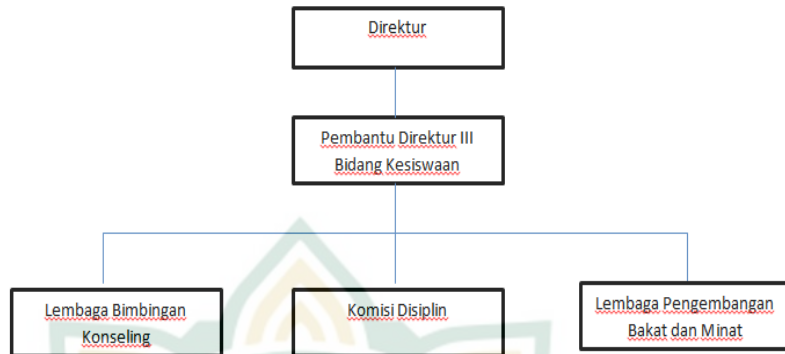 Direktur
Pembantu Direktur III
Bidang Kesiswaan
Lembaga Bimbingan
Konseling
Komisi Disiplin
Lembaga Pengembangan
Bakat dan Minat